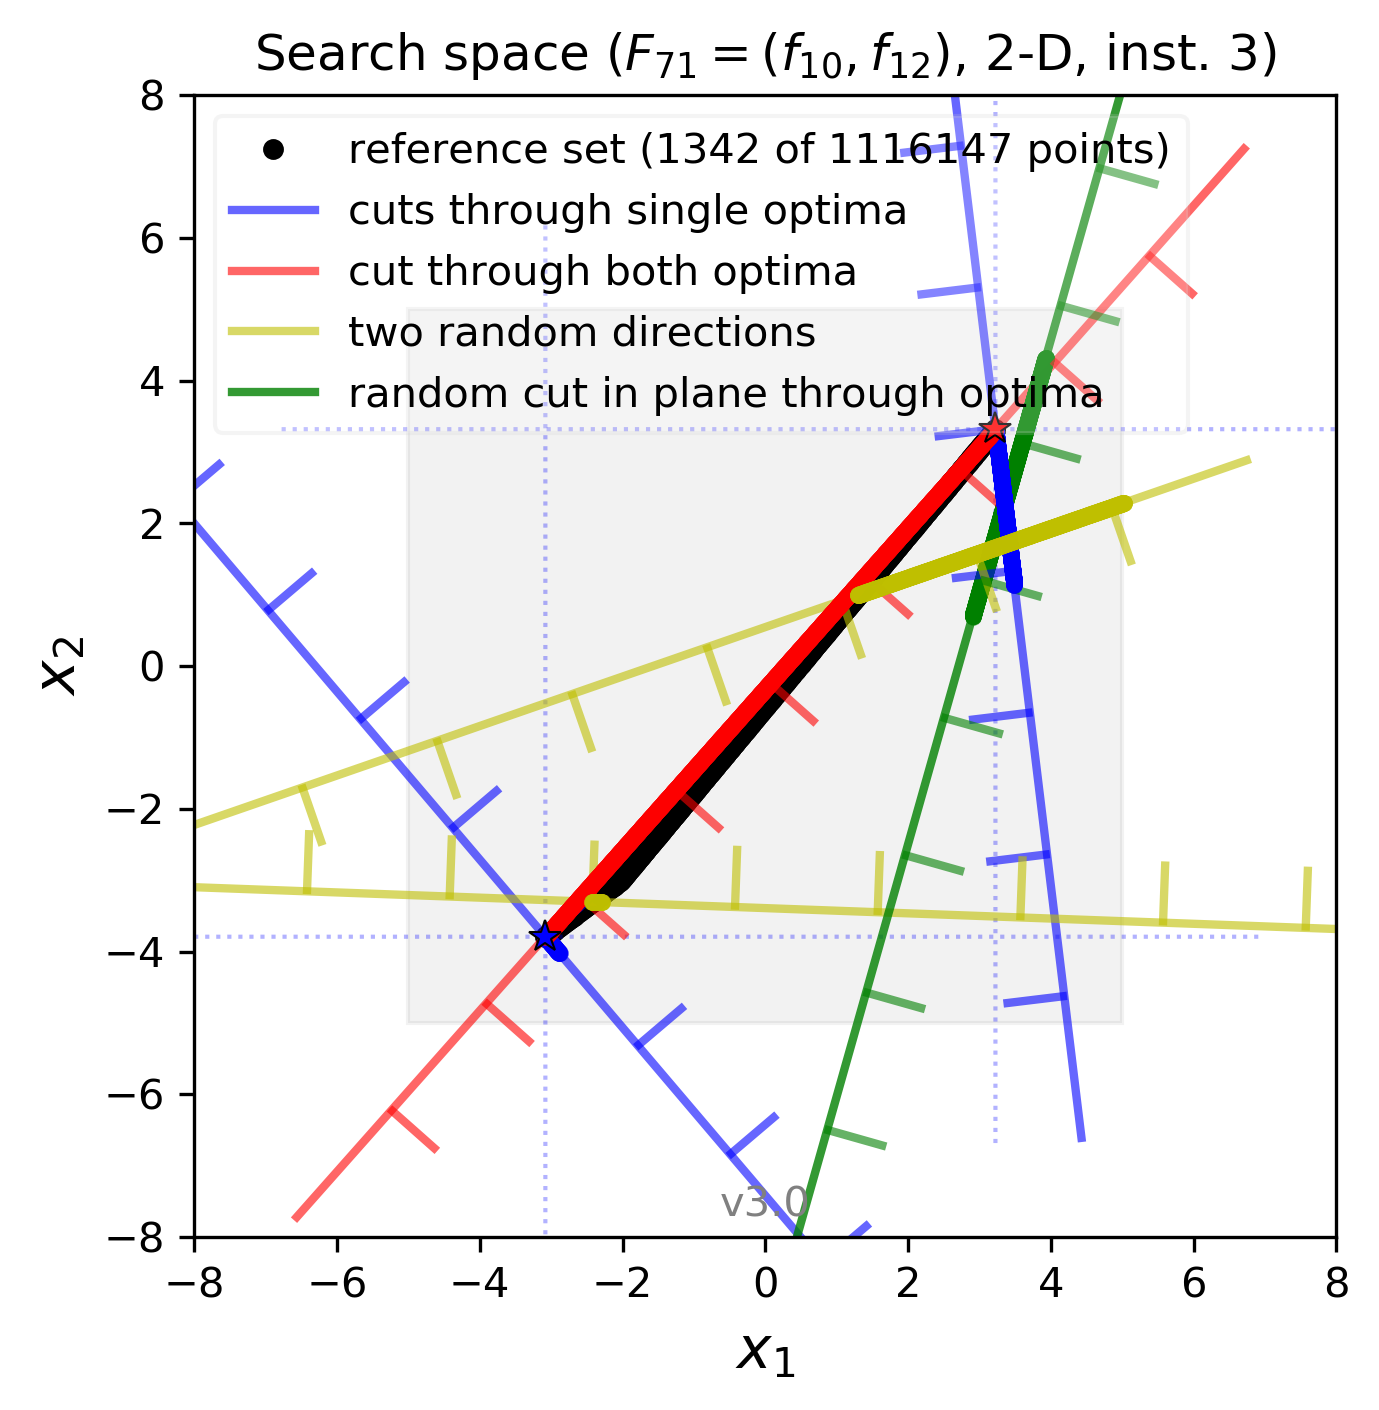 Search space (F71 = (f10, f12), 2-D, inst. 3)
8
6
4
2
0
−2
−4
−6
−8
reference set (1342 of 1116147 points)
cuts through single optima
cut through both optima
two random directions
random cut in plane through optima
x2
v3.0
−8 −6 −4 −2 0 2 4 6 8
x1